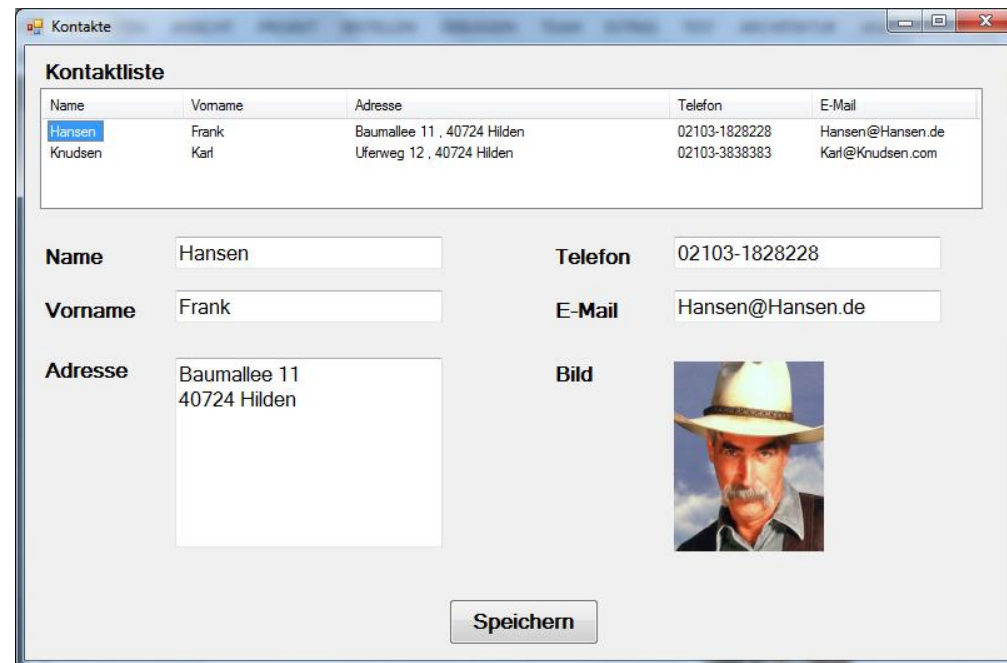 Kontakte
Kontaktliste
Name Vorname Adresse Telefon E-Mail
Hansen Frank Baumallee 11 , 40724 Hilden 02103-1828228 Hansen@Hansen.de
Knudsen Karl Uferweg 12 , 40724 Hilden 02103-3838383 Karl@Knudsen.com
Name Hansen Telefon 02103-1828228
Vorname Frank E-Mail Hansen@Hansen.de
Adresse Baumallee 11 Bild
40724 Hilden
Speichern